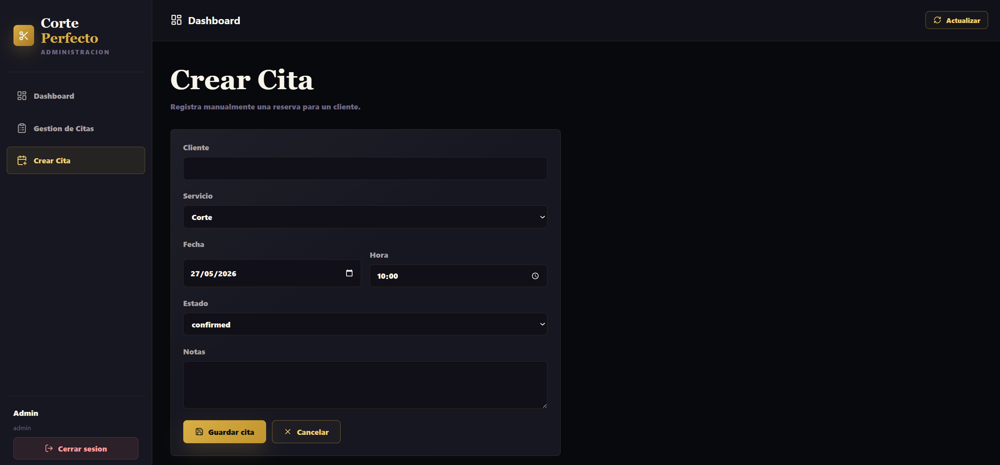 Corte
Perfecto
ADMINISTRACION
Dashboard
Gestion de Citas
Crear Cita
Admin
admin
Cerrar sesion
Dashboard
Actualizar
Crear Cita
Registra manualmente una reserva para un cliente.
Cliente
Servicio
Corte
Fecha
Hora
27/05/2026
10:00
Estado
confirmed
Notas
Guardar cita
Cancelar